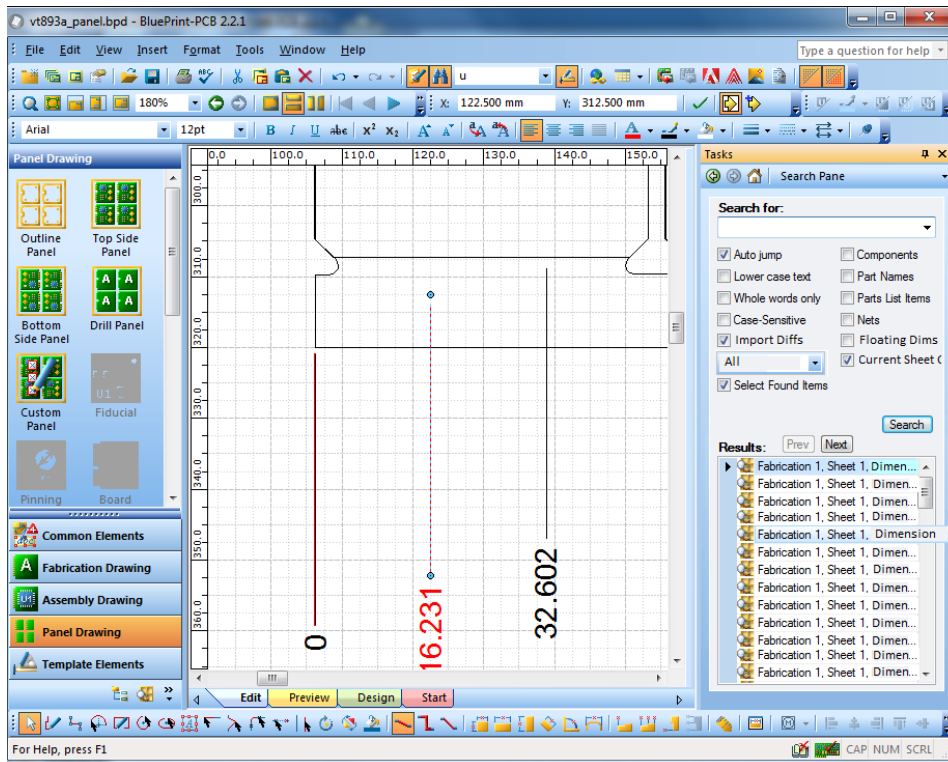 vt893a_panel.bpd - BluePrint-PCB 2.2.1
File Edit View Insert Format Tools Window Help
Type a question for help
ABC u
180% X: 122.500 mm Y: 312.500 mm
Arial 12pt B I U abc X² X₂ A A A A A
Panel Drawing
Outline Panel
Top Side Panel
Bottom Side Panel
Drill Panel
Custom Panel
Fiducial
Pinning
Board
Common Elements
Fabrication Drawing
Assembly Drawing
Panel Drawing
Template Elements
0.0 100.0 110.0 120.0 130.0 140.0 150.0
300.0
310.0
320.0
330.0
340.0
350.0
360.0
0
16.231
32.602
Edit Preview Design Start
Tasks
Search Pane
Search for:
Auto jump Components
Lower case text Part Names
Whole words only Parts List Items
Case-Sensitive Nets
Import Diffs Floating Dims
All Current Sheet (
Select Found Items
Search
Results: Prev Next
Fabrication 1, Sheet 1, Dimen...
Fabrication 1, Sheet 1, Dimen...
Fabrication 1, Sheet 1, Dimen...
Fabrication 1, Sheet 1, Dimen...
Fabrication 1, Sheet 1, Dimension
Fabrication 1, Sheet 1, Dimen...
Fabrication 1, Sheet 1, Dimen...
Fabrication 1, Sheet 1, Dimen...
Fabrication 1, Sheet 1, Dimen...
Fabrication 1, Sheet 1, Dimen...
Fabrication 1, Sheet 1, Dimen...
Fabrication 1, Sheet 1, Dimen...
Fabrication 1, Sheet 1, Dimen...
For Help, press F1
CAP NUM SCRL